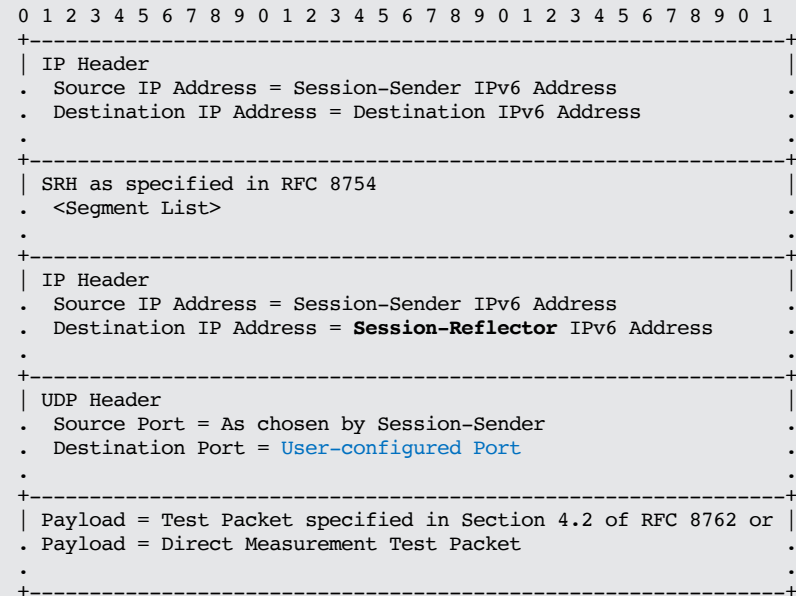 0 1 2 3 4 5 6 7 8 9 0 1 2 3 4 5 6 7 8 9 0 1 2 3 4 5 6 7 8 9 0 1
+---------------------------------------------------------------+
| IP Header                                                     |
.  Source IP Address = Session-Sender IPv6 Address              .
.  Destination IP Address = Destination IPv6 Address            .
.                                                               .
+---------------------------------------------------------------+
| SRH as specified in RFC 8754                                  |
.  <Segment List>                                               .
.                                                               .
+---------------------------------------------------------------+
| IP Header                                                     |
.  Source IP Address = Session-Sender IPv6 Address              .
.  Destination IP Address = Session-Reflector IPv6 Address      .
.                                                               .
+---------------------------------------------------------------+
| UDP Header                                                    |
.  Source Port = As chosen by Session-Sender                    .
.  Destination Port = User-configured Port                      .
.                                                               .
+---------------------------------------------------------------+
| Payload = Test Packet specified in Section 4.2 of RFC 8762 or |
. Payload = Direct Measurement Test Packet                      .
.                                                               .
+---------------------------------------------------------------+